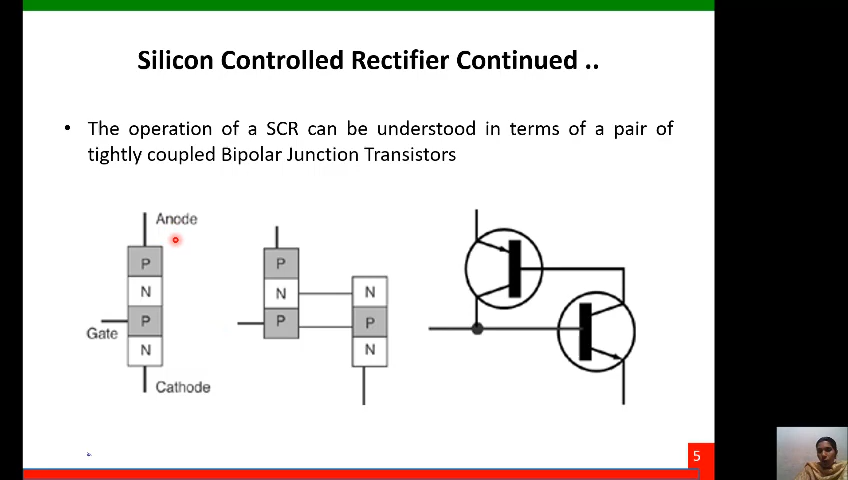 Silicon Controlled Rectifier Continued ..
• The operation of a SCR can be understood in terms of a pair of
tightly coupled Bipolar Junction Transistors
Anode
P
N
P
N
Gate
Cathode
P
N
P
N
P
N
5